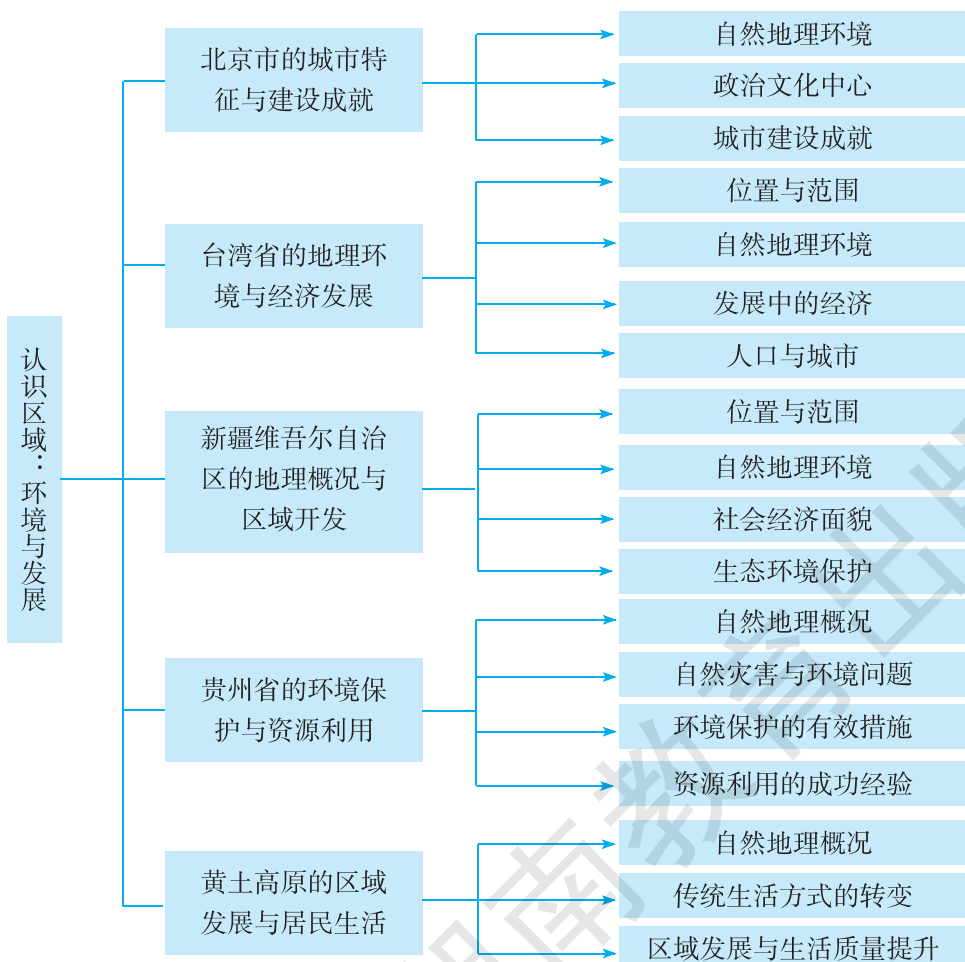 认识区域：环境与发展
北京市的城市特
征与建设成就
自然地理环境
政治文化中心
城市建设成就
台湾省的地理环
境与经济发展
位置与范围
自然地理环境
发展中的经济
人口与城市
新疆维吾尔自治
区的地理概况与
区域开发
位置与范围
自然地理环境
社会经济面貌
生态环境保护
贵州省的环境保
护与资源利用
自然地理概况
自然灾害与环境问题
环境保护的有效措施
资源利用的成功经验
黄土高原的区域
发展与居民生活
自然地理概况
传统生活方式的转变
区域发展与生活质量提升
南教育出